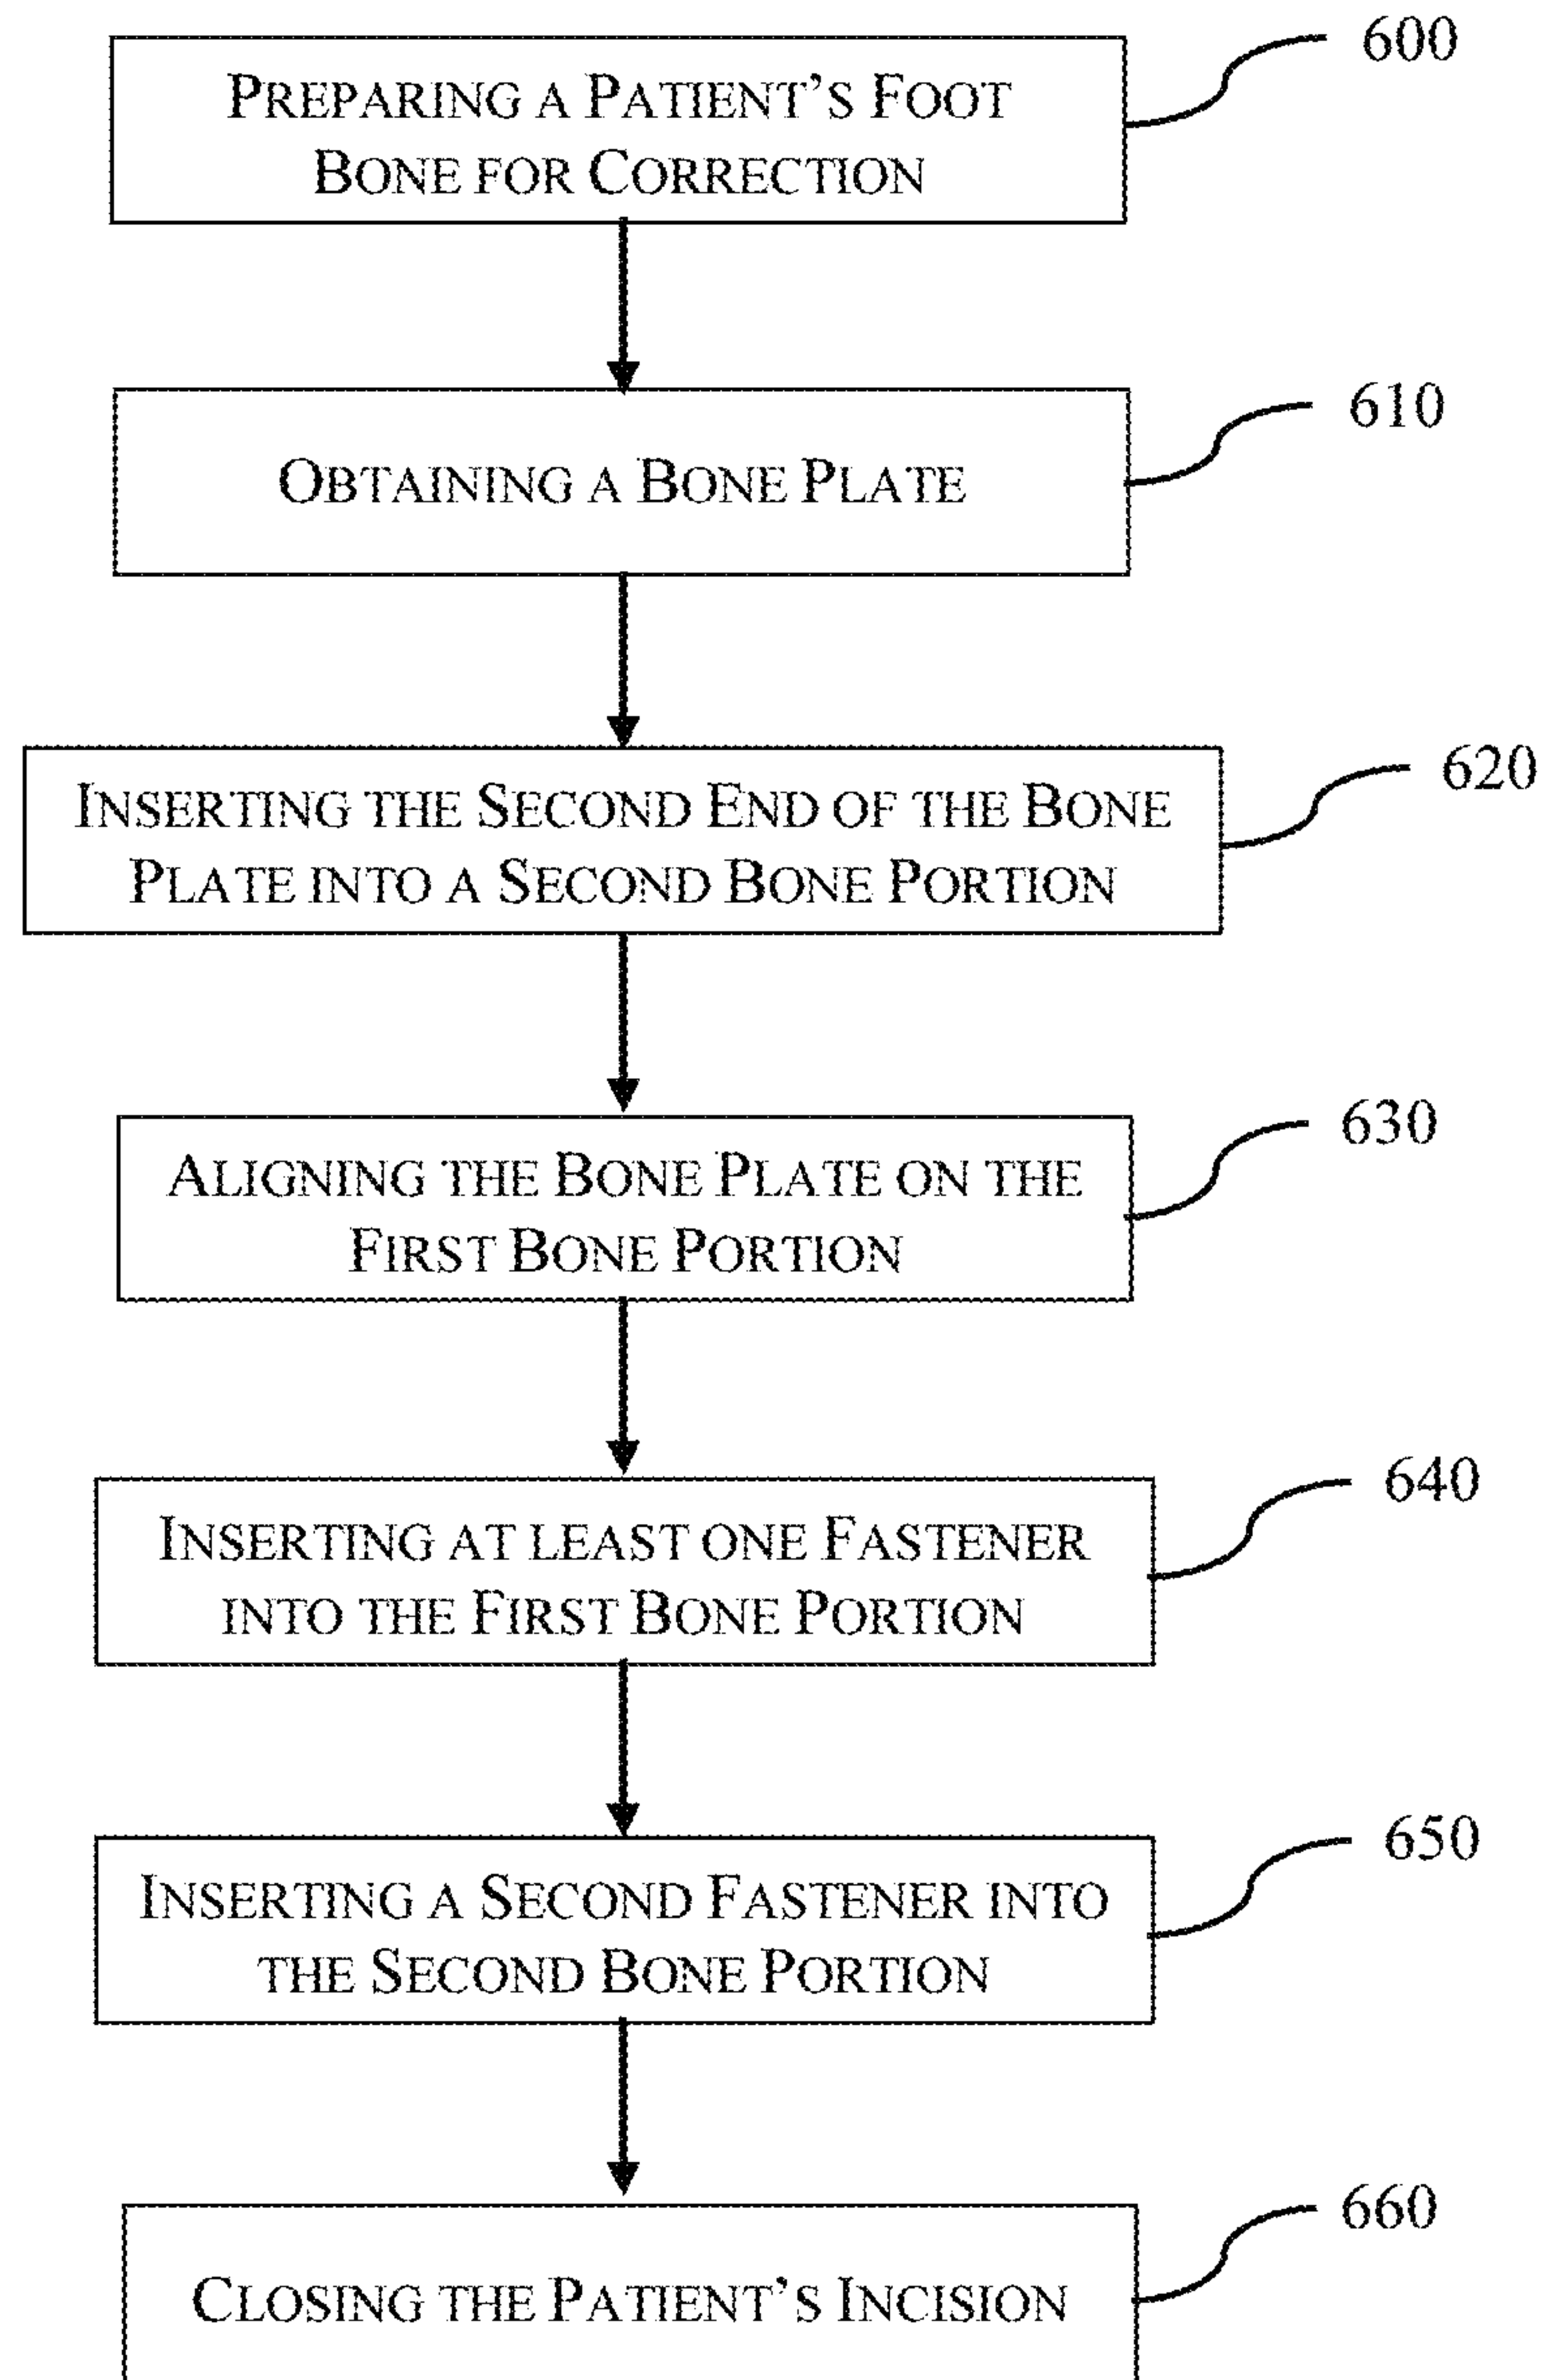 600
PREPARING A PATIENT'S FOOT
BONE FOR CORRECTION
610
OBTAINING A BONE PLATE
620
INSERTING THE SECOND END OF THE BONE
PLATE INTO A SECOND BONE PORTION
630
ALIGNING THE BONE PLATE ON THE
FIRST BONE PORTION
640
INSERTING AT LEAST ONE FASTENER
INTO THE FIRST BONE PORTION
650
INSERTING A SECOND FASTENER INTO
THE SECOND BONE PORTION
660
CLOSING THE PATIENT'S INCISION